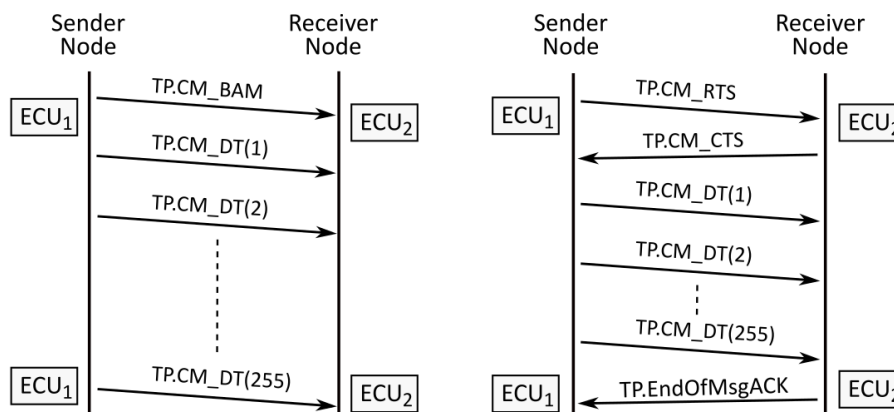 Sender
Node
Receiver
Node
TP.CM_BAM
ECU1
ECU2
TP.CM_DT(1)
TP.CM_DT(2)
TP.CM_DT(255)
ECU1
ECU2
Sender
Node
Receiver
Node
TP.CM_RTS
ECU1
ECU2
TP.CM_CTS
TP.CM_DT(1)
TP.CM_DT(2)
TP.CM_DT(255)
TP.EndOfMsgACK
ECU1
ECU2